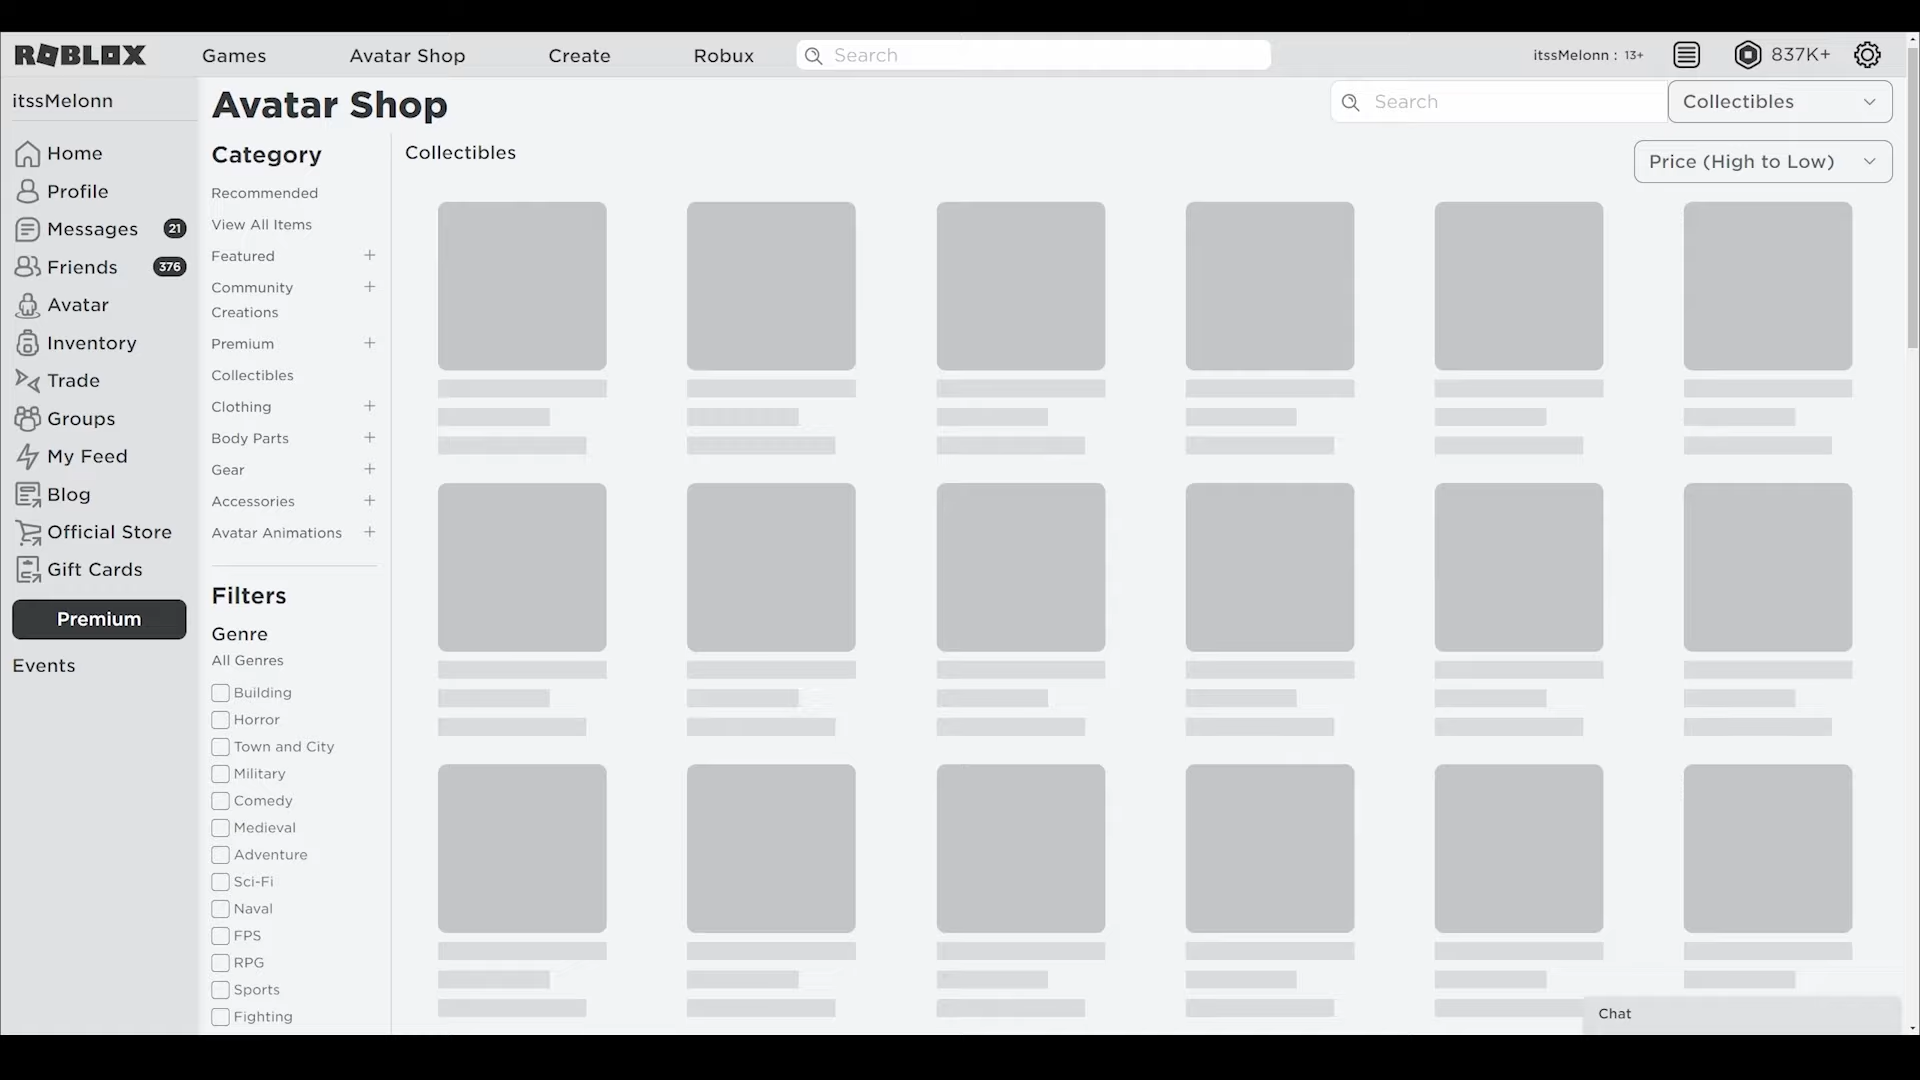 ROBLOX
Games
Avatar Shop
Create
Robux
Search
itssMelonn : 13+
837K+
itssMelonn
Home
Profile
Messages 21
Friends 376
Avatar
Inventory
Trade
Groups
My Feed
Blog
Official Store
Gift Cards
Premium
Events
Avatar Shop
Search
Collectibles
Category
Recommended
View All Items
Featured +
Community +
Creations
Premium +
Collectibles
Clothing +
Body Parts +
Gear +
Accessories +
Avatar Animations +
Filters
Genre
All Genres
Building
Horror
Town and City
Military
Comedy
Medieval
Adventure
Sci-Fi
Naval
FPS
RPG
Sports
Fighting
Collectibles
Price (High to Low)
Chat